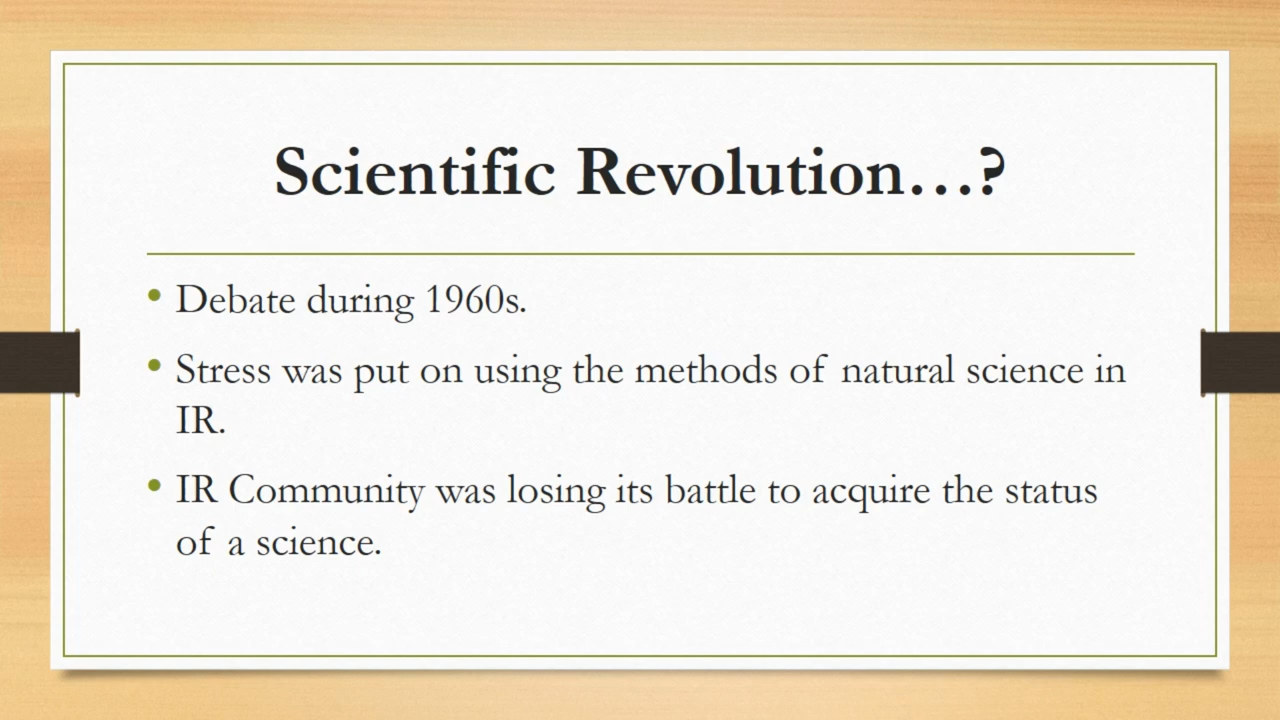 Scientific Revolution…?
• Debate during 1960s.
• Stress was put on using the methods of natural science in
IR.
• IR Community was losing its battle to acquire the status
of a science.